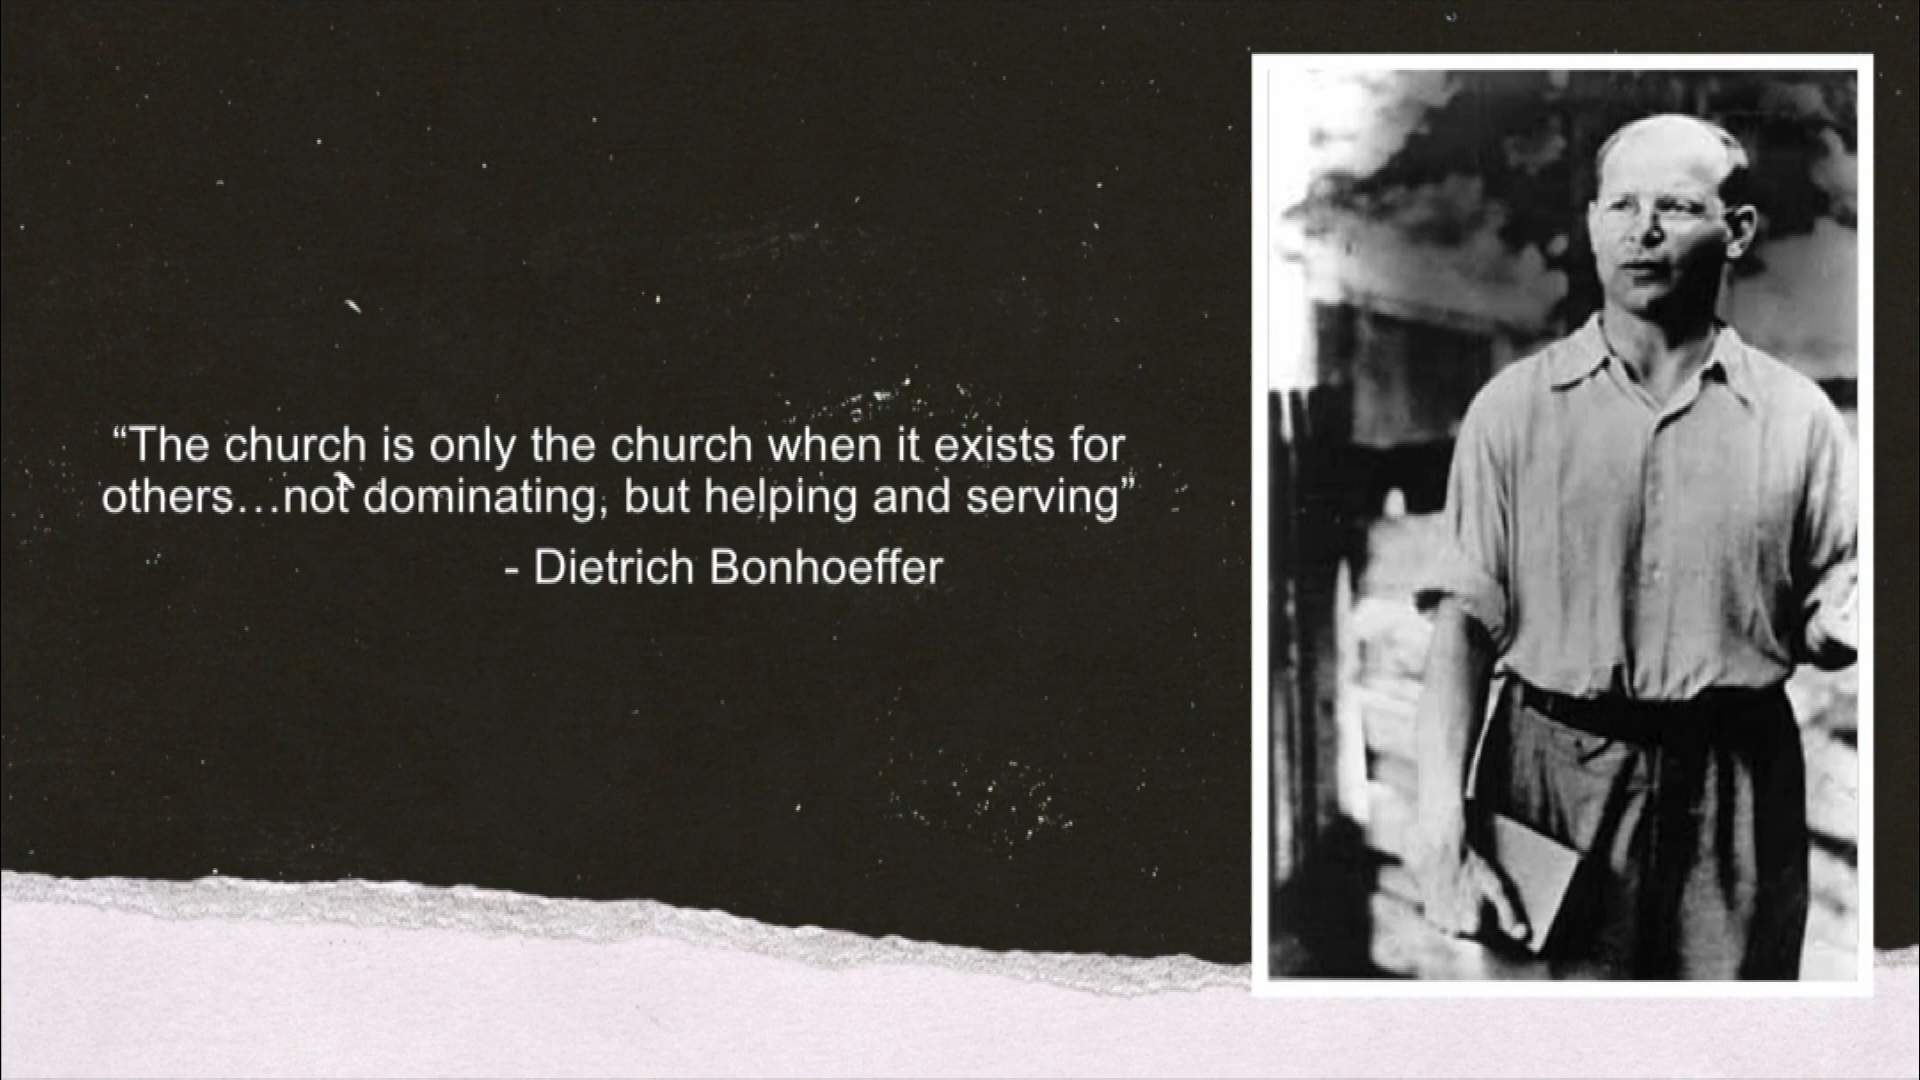 “The church is only the church when it exists for
others…not dominating, but helping and serving”
- Dietrich Bonhoeffer